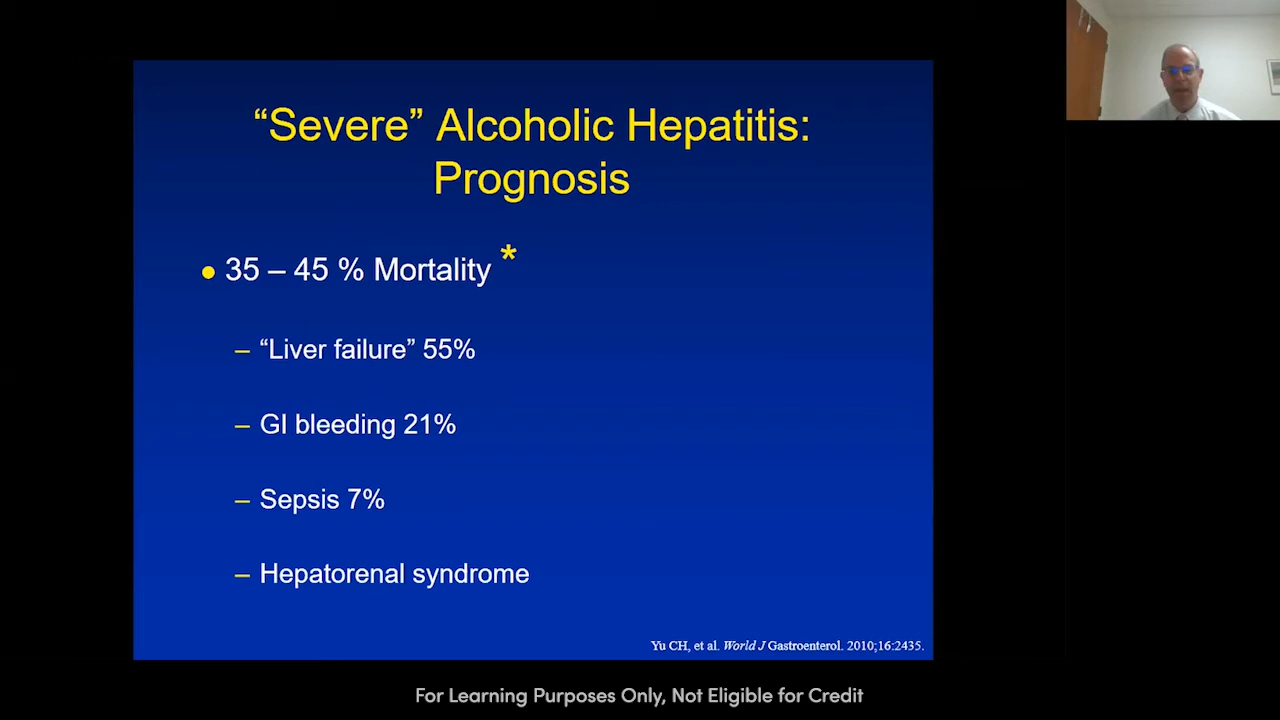 “Severe” Alcoholic Hepatitis:
Prognosis
• 35 – 45 % Mortality *
– “Liver failure” 55%
– GI bleeding 21%
– Sepsis 7%
– Hepatorenal syndrome
Yu CH, et al. World J Gastroenterol. 2010;16:2435.
For Learning Purposes Only, Not Eligible for Credit